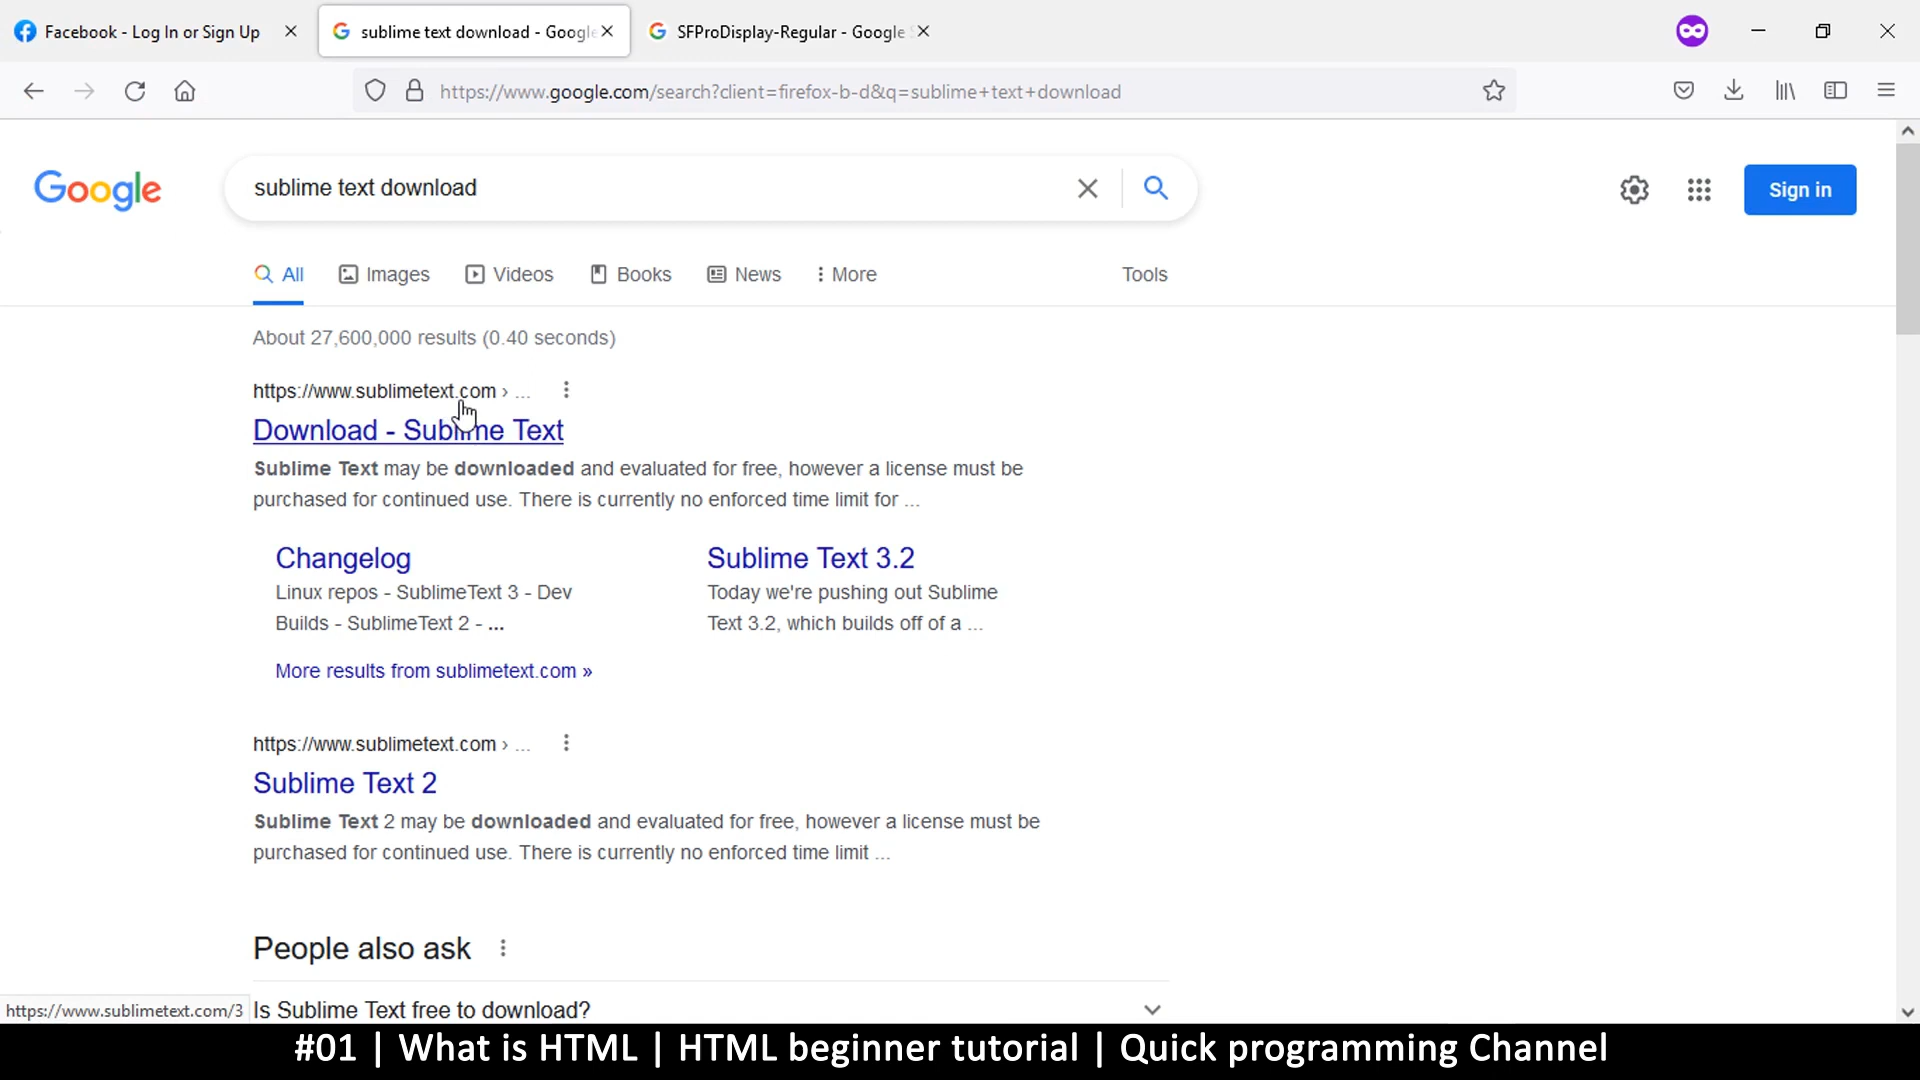 Facebook - Log In or Sign Up
sublime text download - Google
SFProDisplay-Regular - Google
https://www.google.com/search?client=firefox-b-d&q=sublime+text+download
Google
sublime text download
Sign in
All
Images
Videos
Books
News
More
Tools
About 27,600,000 results (0.40 seconds)
https://www.sublimetext.com › ...
Download - Sublime Text
Sublime Text may be downloaded and evaluated for free, however a license must be
purchased for continued use. There is currently no enforced time limit for ...
Changelog
Linux repos - SublimeText 3 - Dev
Builds - SublimeText 2 - ...
Sublime Text 3.2
Today we're pushing out Sublime
Text 3.2, which builds off of a ...
More results from sublimetext.com »
https://www.sublimetext.com › ...
Sublime Text 2
Sublime Text 2 may be downloaded and evaluated for free, however a license must be
purchased for continued use. There is currently no enforced time limit ...
People also ask
Is Sublime Text free to download?
https://www.sublimetext.com/3
#01 | What is HTML | HTML beginner tutorial | Quick programming Channel